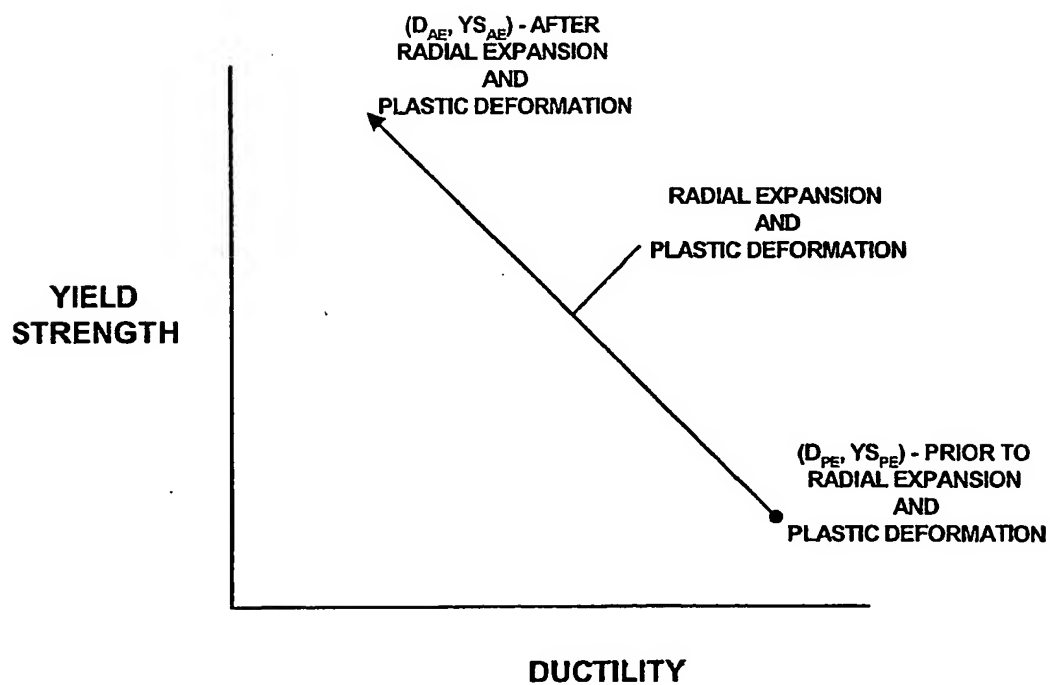 (D_AE, YS_AE) - AFTER
RADIAL EXPANSION
AND
PLASTIC DEFORMATION
RADIAL EXPANSION
AND
PLASTIC DEFORMATION
YIELD
STRENGTH
(D_PE, YS_PE) - PRIOR TO
RADIAL EXPANSION
AND
PLASTIC DEFORMATION
DUCTILITY